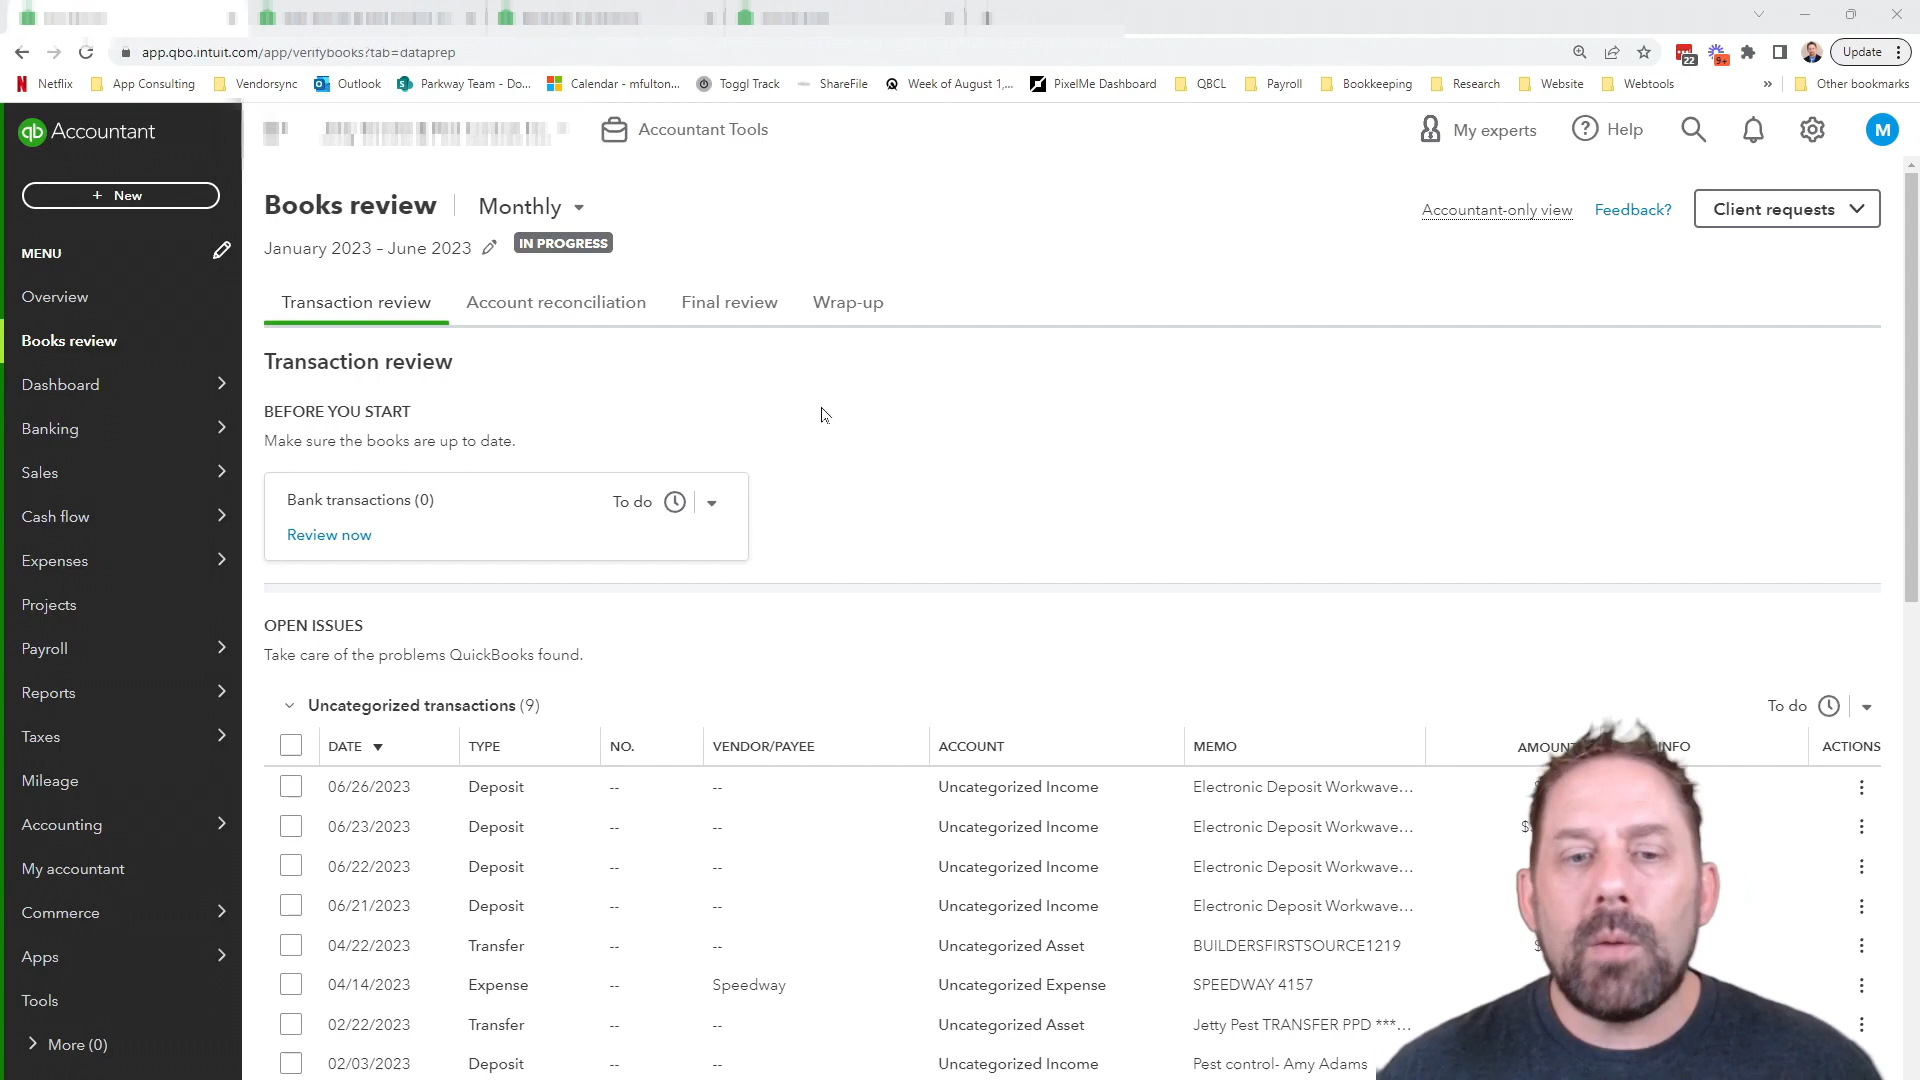 app.qbo.intuit.com/app/verifybooks?tab=dataprep
22
9+
Update
Netflix App Consulting Vendorsync Outlook Parkway Team - Do... Calendar - mfulton... Toggl Track ShareFile Week of August 1,... PixelMe Dashboard QBCL Payroll Bookkeeping Research Website Webtools » Other bookmarks
qb Accountant
Accountant Tools
My experts
Help
M
+ New
MENU
Overview
Books review
Dashboard
Banking
Sales
Cash flow
Expenses
Projects
Payroll
Reports
Taxes
Mileage
Accounting
My accountant
Commerce
Apps
Tools
More (0)
Books review Monthly
Accountant-only view Feedback? Client requests
January 2023 – June 2023 IN PROGRESS
Transaction review Account reconciliation Final review Wrap-up
Transaction review
BEFORE YOU START
Make sure the books are up to date.
Bank transactions (0) To do
Review now
OPEN ISSUES
Take care of the problems QuickBooks found.
Uncategorized transactions (9) To do
DATE TYPE NO. VENDOR/PAYEE ACCOUNT MEMO AMOUNT INFO ACTIONS
06/26/2023 Deposit -- -- Uncategorized Income Electronic Deposit Workwave...
06/23/2023 Deposit -- -- Uncategorized Income Electronic Deposit Workwave... $
06/22/2023 Deposit -- -- Uncategorized Income Electronic Deposit Workwave...
06/21/2023 Deposit -- -- Uncategorized Income Electronic Deposit Workwave...
04/22/2023 Transfer -- -- Uncategorized Asset BUILDERSFIRSTSOURCE1219 $
04/14/2023 Expense -- Speedway Uncategorized Expense SPEEDWAY 4157
02/22/2023 Transfer -- -- Uncategorized Asset Jetty Pest TRANSFER PPD ***...
02/03/2023 Deposit -- -- Uncategorized Income Pest control- Amy Adams